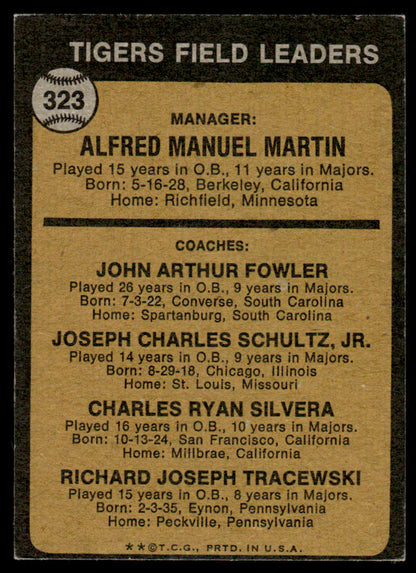 TIGERS FIELD LEADERS
323
MANAGER:
ALFRED MANUEL MARTIN
Played 15 years in O.B., 11 years in Majors.
Born: 5-16-28, Berkeley, California
Home: Richfield, Minnesota
COACHES:
JOHN ARTHUR FOWLER
Played 26 years in O.B., 9 years in Majors.
Born: 7-3-22, Converse, South Carolina
Home: Spartanburg, South Carolina
JOSEPH CHARLES SCHULTZ, JR.
Played 14 years in O.B., 9 years in Majors.
Born: 8-29-18, Chicago, Illinois
Home: St. Louis, Missouri
CHARLES RYAN SILVERA
Played 16 years in O.B., 10 years in Majors.
Born: 10-13-24, San Francisco, California
Home: Millbrae, California
RICHARD JOSEPH TRACEWSKI
Played 15 years in O.B., 8 years in Majors.
Born: 2-3-35, Eynon, Pennsylvania
Home: Peckville, Pennsylvania
**©T.C.G., PRTD. IN U.S.A.